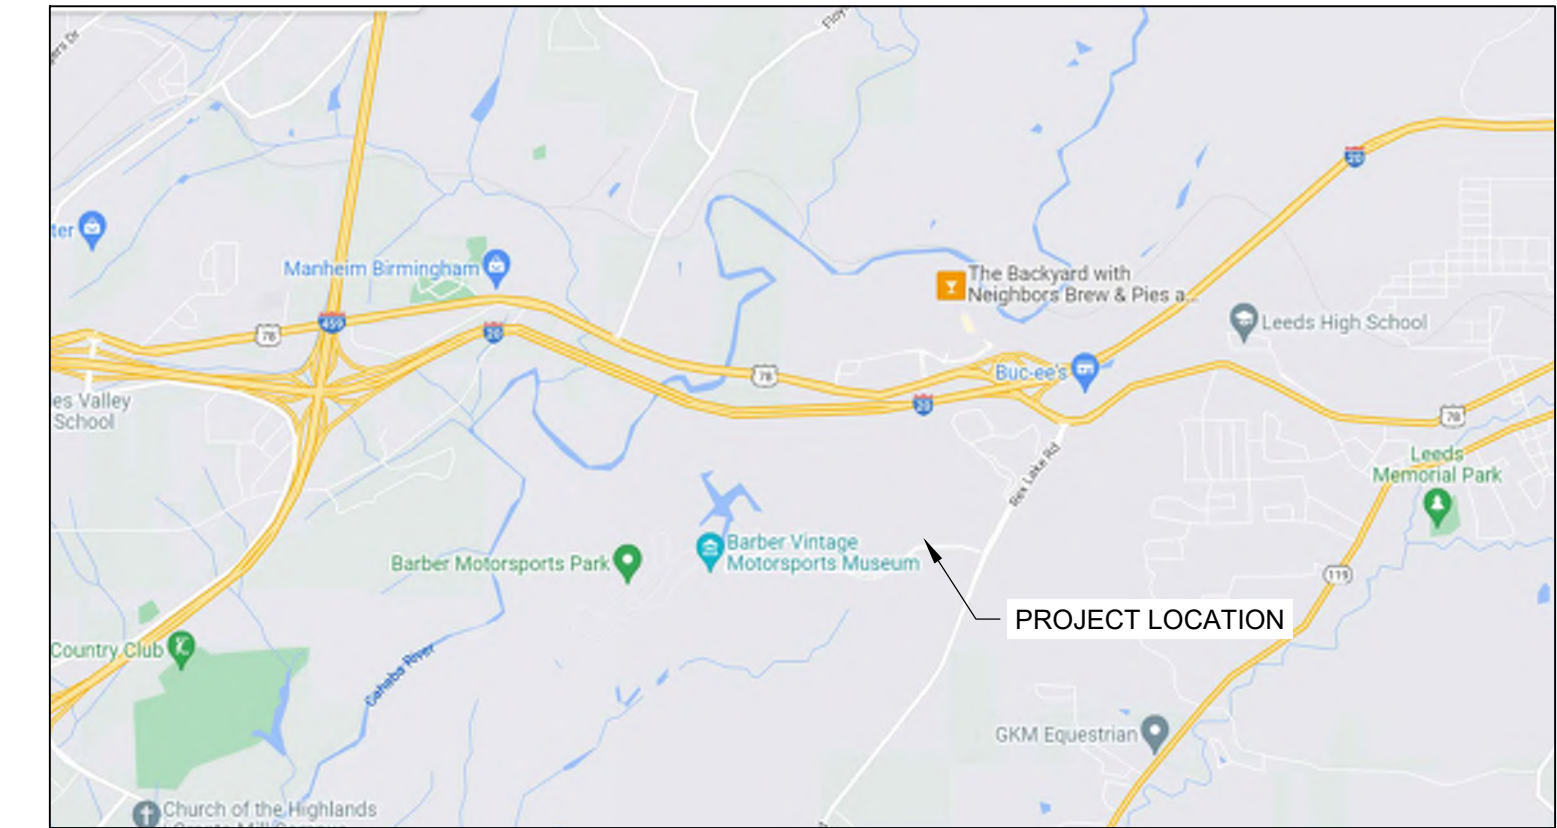 20
ter
Manheim Birmingham
The Backyard with
Neighbors Brew & Pies a...
459
78
20
Leeds High School
78
Buc-ee's
20
es Valley
School
78
Rex Lake Rd
Leeds
Memorial Park
Barber Vintage
Motorsports Museum
Barber Motorsports Park
119
PROJECT LOCATION
Country Club
Cahaba River
GKM Equestrian
Church of the Highlands